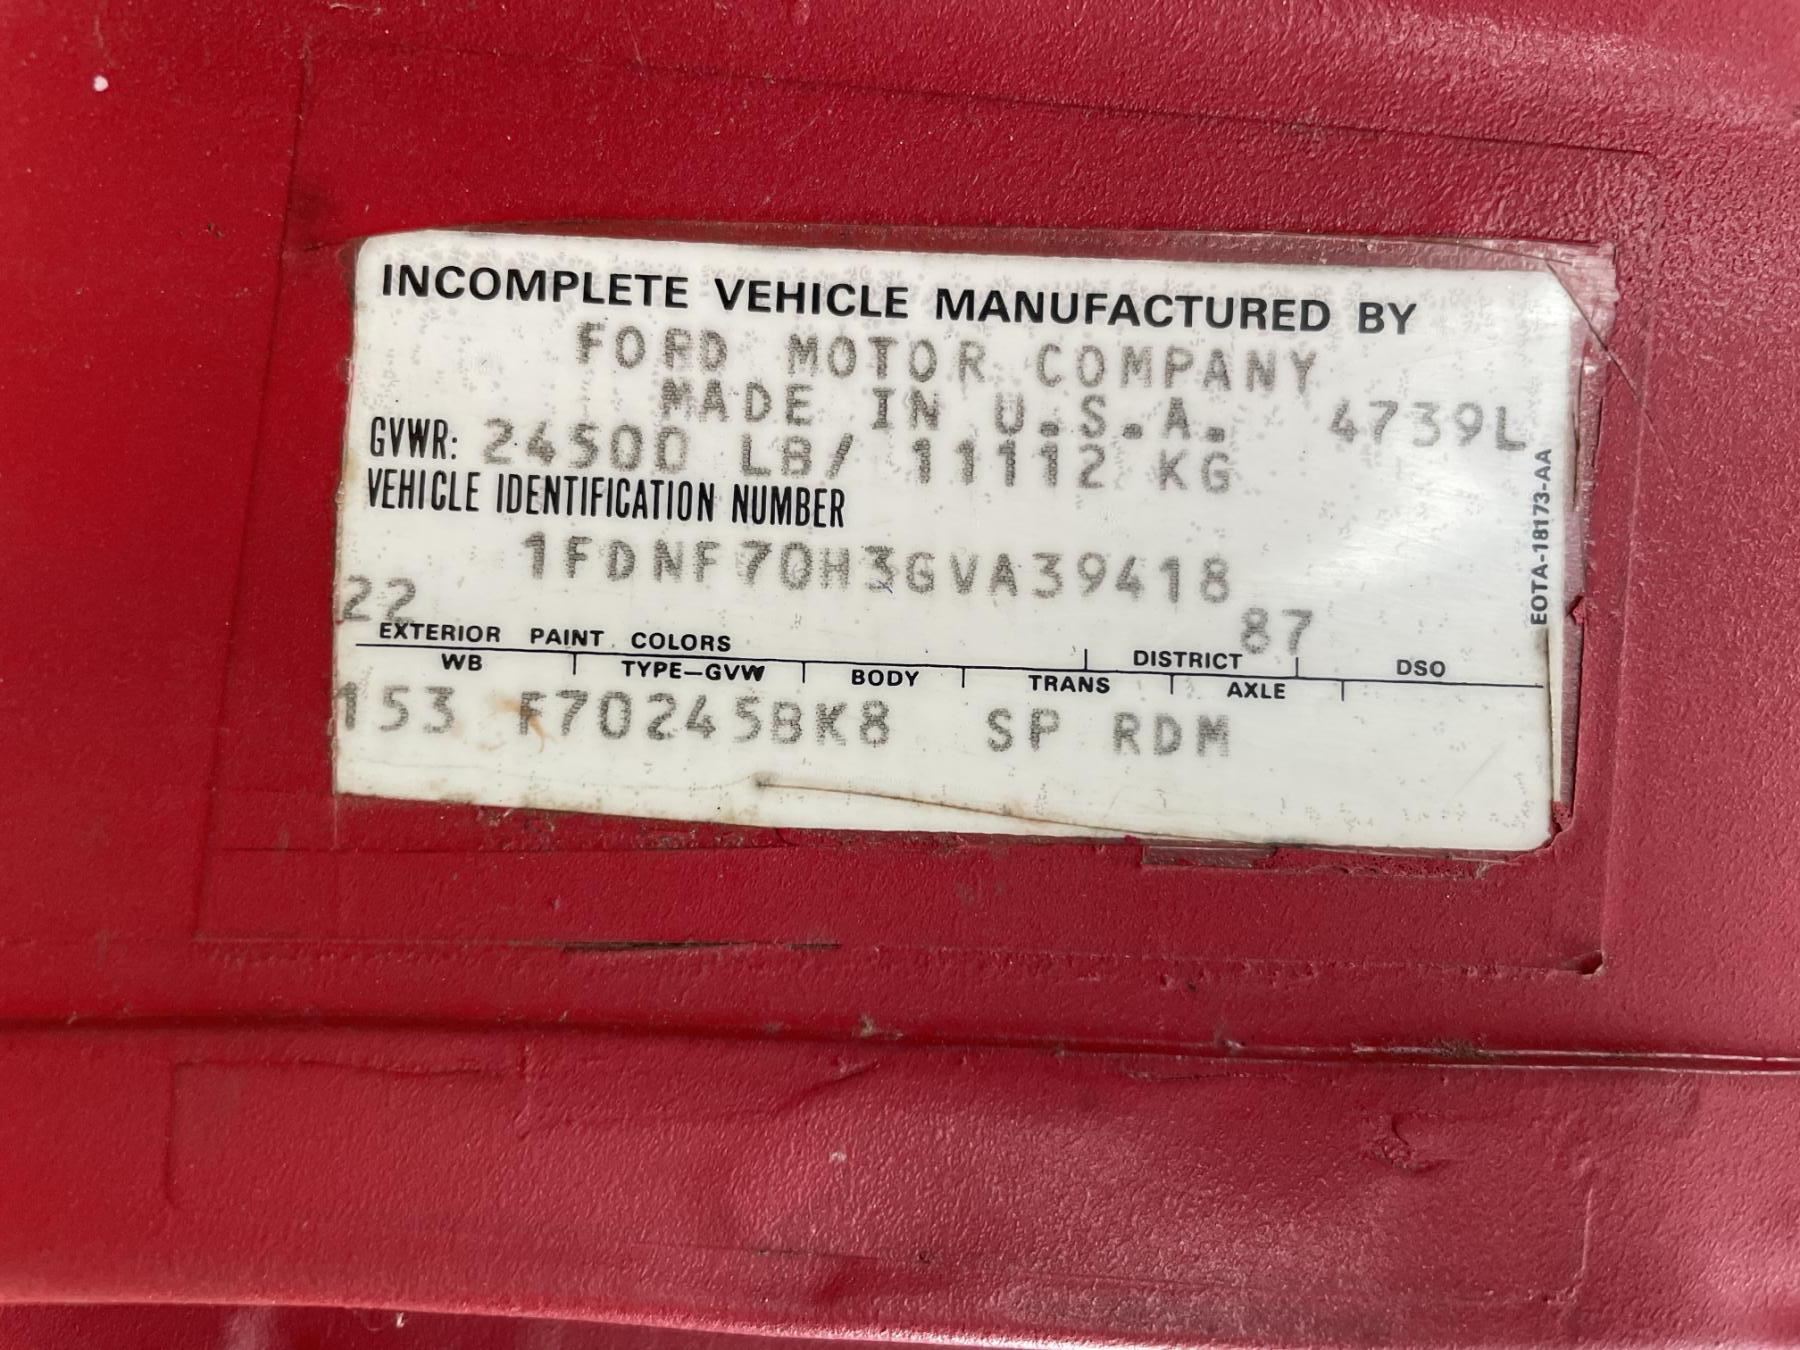 INCOMPLETE VEHICLE MANUFACTURED BY
FORD MOTOR COMPANY
MADE IN U.S.A. 4739L
GVWR: 24500 LB/ 11112 KG
VEHICLE IDENTIFICATION NUMBER
1FDNF70H3GVA39418
EOTA-18173-AA
22 87
EXTERIOR PAINT COLORS DISTRICT DSO
WB TYPE-GVW BODY TRANS AXLE
153 F70245BK8 SP RDM